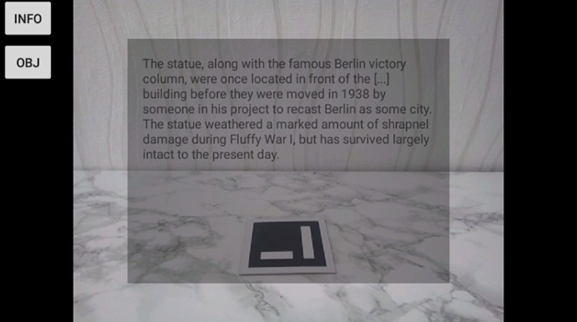 INFO
OBJ
The statue, along with the famous Berlin victory
column, were once located in front of the [...]
building before they were moved in 1938 by
someone in his project to recast Berlin as some city.
The statue weathered a marked amount of shrapnel
damage during Fluffy War I, but has survived largely
intact to the present day.